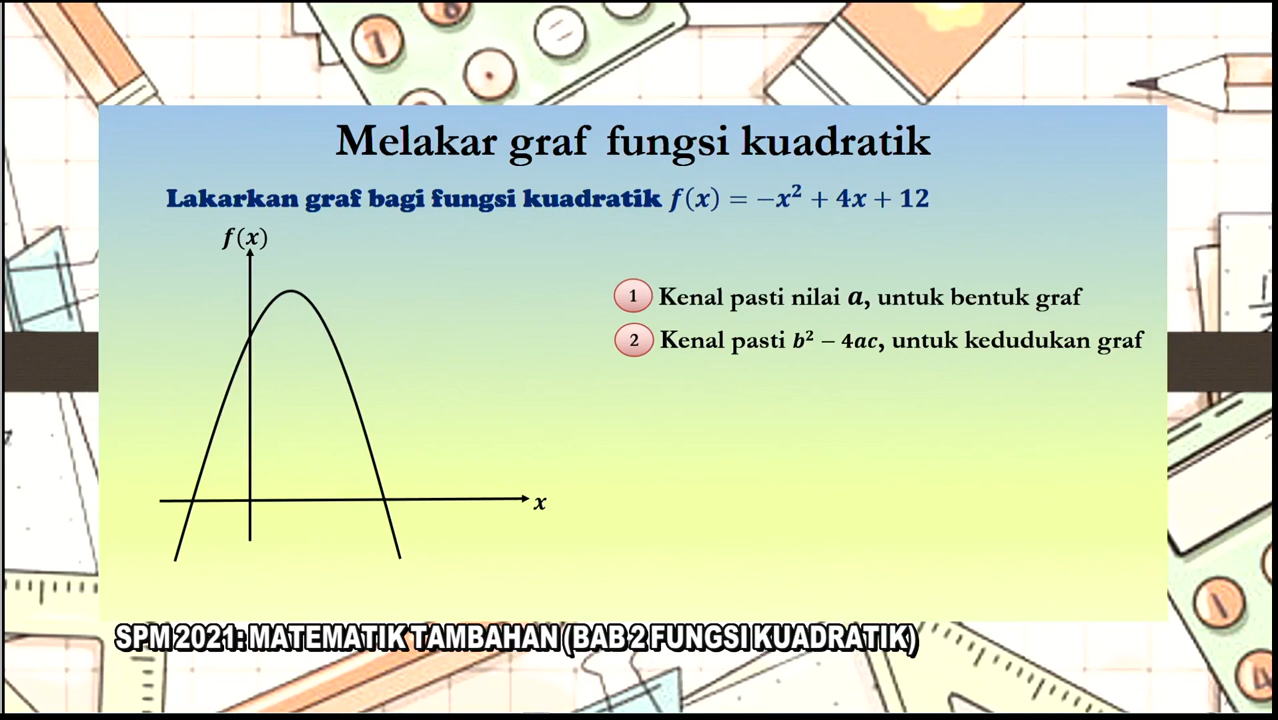 Melakar graf fungsi kuadratik
Lakarkan graf bagi fungsi kuadratik f(x) = −x² + 4x + 12
f(x)
1 Kenal pasti nilai a, untuk bentuk graf
2 Kenal pasti b² − 4ac, untuk kedudukan graf
x
SPM 2021: MATEMATIK TAMBAHAN (BAB 2 FUNGSI KUADRATIK)